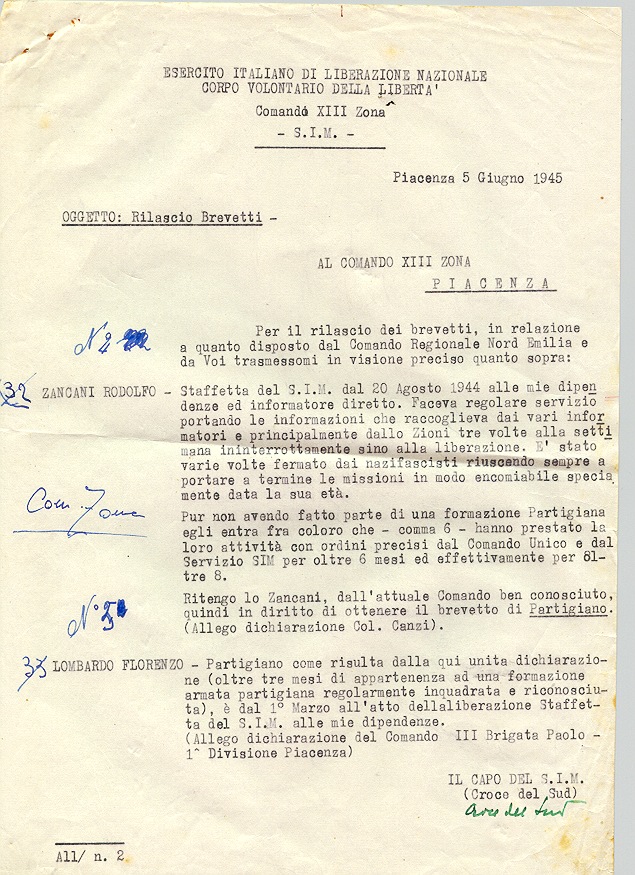 ESERCITO ITALIANO DI LIBERAZIONE NAZIONALE
CORPO VOLONTARIO DELLA LIBERTA'
Comando XIII Zona^
- S.I.M. -
Piacenza 5 Giugno 1945
OGGETTO: Rilascio Brevetti -
AL COMANDO XIII ZONA
P I A C E N Z A
Per il rilascio dei brevetti, in relazione
a quanto disposto dal Comando Regionale Nord Emilia e
da Voi trasmessomi in visione preciso quanto sopra:
N 4
32 ZANCANI RODOLFO - Staffetta del S.I.M. dal 20 Agosto 1944 alle mie dipen
denze ed informatore diretto. Faceva regolare servizio
portando le informazioni che raccoglieva dai vari infor
matori e principalmente dallo Zioni tre volte alla setti
mana ininterrottamente sino alla liberazione. E' stato
varie volte fermato dai nazifascisti riuscendo sempre a
portare a termine le missioni in modo encomiabile specia
mente data la sua età.
Com. Zona
Pur non avendo fatto parte di una formazione Partigiana
egli entra fra coloro che - comma 6 - hanno prestato la
loro attività con ordini precisi dal Comando Unico e dal
Servizio SIM per oltre 6 mesi ed effettivamente per 8l-
tre 8.
Ritengo lo Zancani, dall'attuale Comando ben conosciuto,
quindi in diritto di ottenere il brevetto di Partigiano.
(Allego dichiarazione Col. Canzi).
N° 5
33 LOMBARDO FLORENZO - Partigiano come risulta dalla qui unita dichiarazio-
ne (oltre tre mesi di appartenenza ad una formazione
armata partigiana regolarmente inquadrata e riconosciu-
ta), è dal 1° Marzo all'atto dellaliberazione Staffet-
ta del S.I.M. alle mie dipendenze.
(Allego dichiarazione del Comando III Brigata Paolo -
1^ Divisione Piacenza)
IL CAPO DEL S.I.M.
(Croce del Sud)
Croce del Sud
All/ n. 2